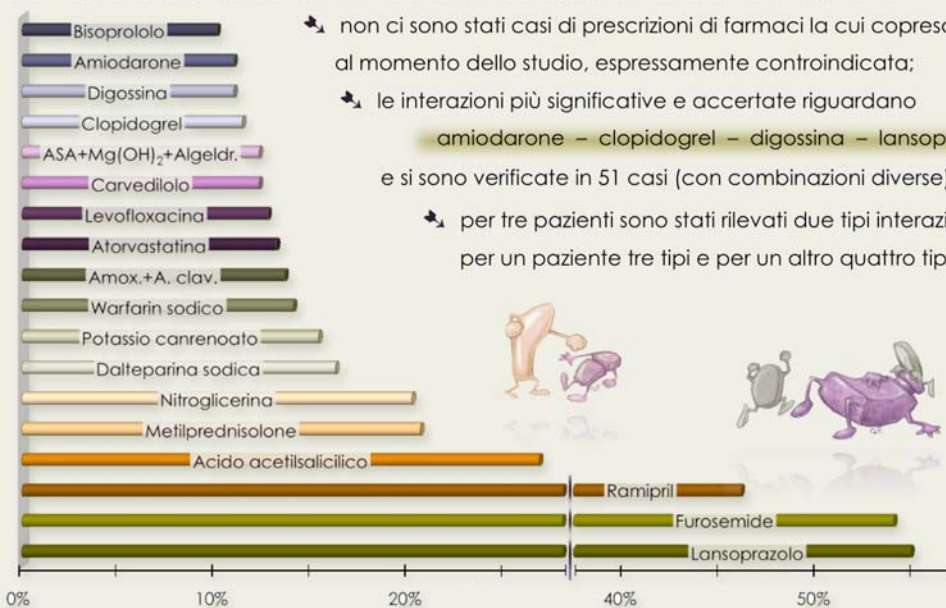 non ci sono stati casi di prescrizioni di farmaci la cui
al momento dello studio, espressamente controindicata;
le interazioni più significative e accertate riguardano
amiodarone – clopidogrel – digossina –
e si sono verificate in 51 casi (con combinazioni diverse)
per tre pazienti sono stati rilevati due tipi
per un paziente tre tipi e per un altro quattro
Bisoprololo
Amiodarone
Digossina
Clopidogrel
ASA+Mg(OH)2+Algeldr.
Carvedilolo
Levofloxacina
Atorvastatina
Amox.+A. clav.
Warfarin sodico
Potassio canrenoato
Dalteparina sodica
Nitroglicerina
Metilprednisolone
Acido acetilsalicilico
Ramipril
Furosemide
Lansoprazolo
0% 10% 20% 40% 50%